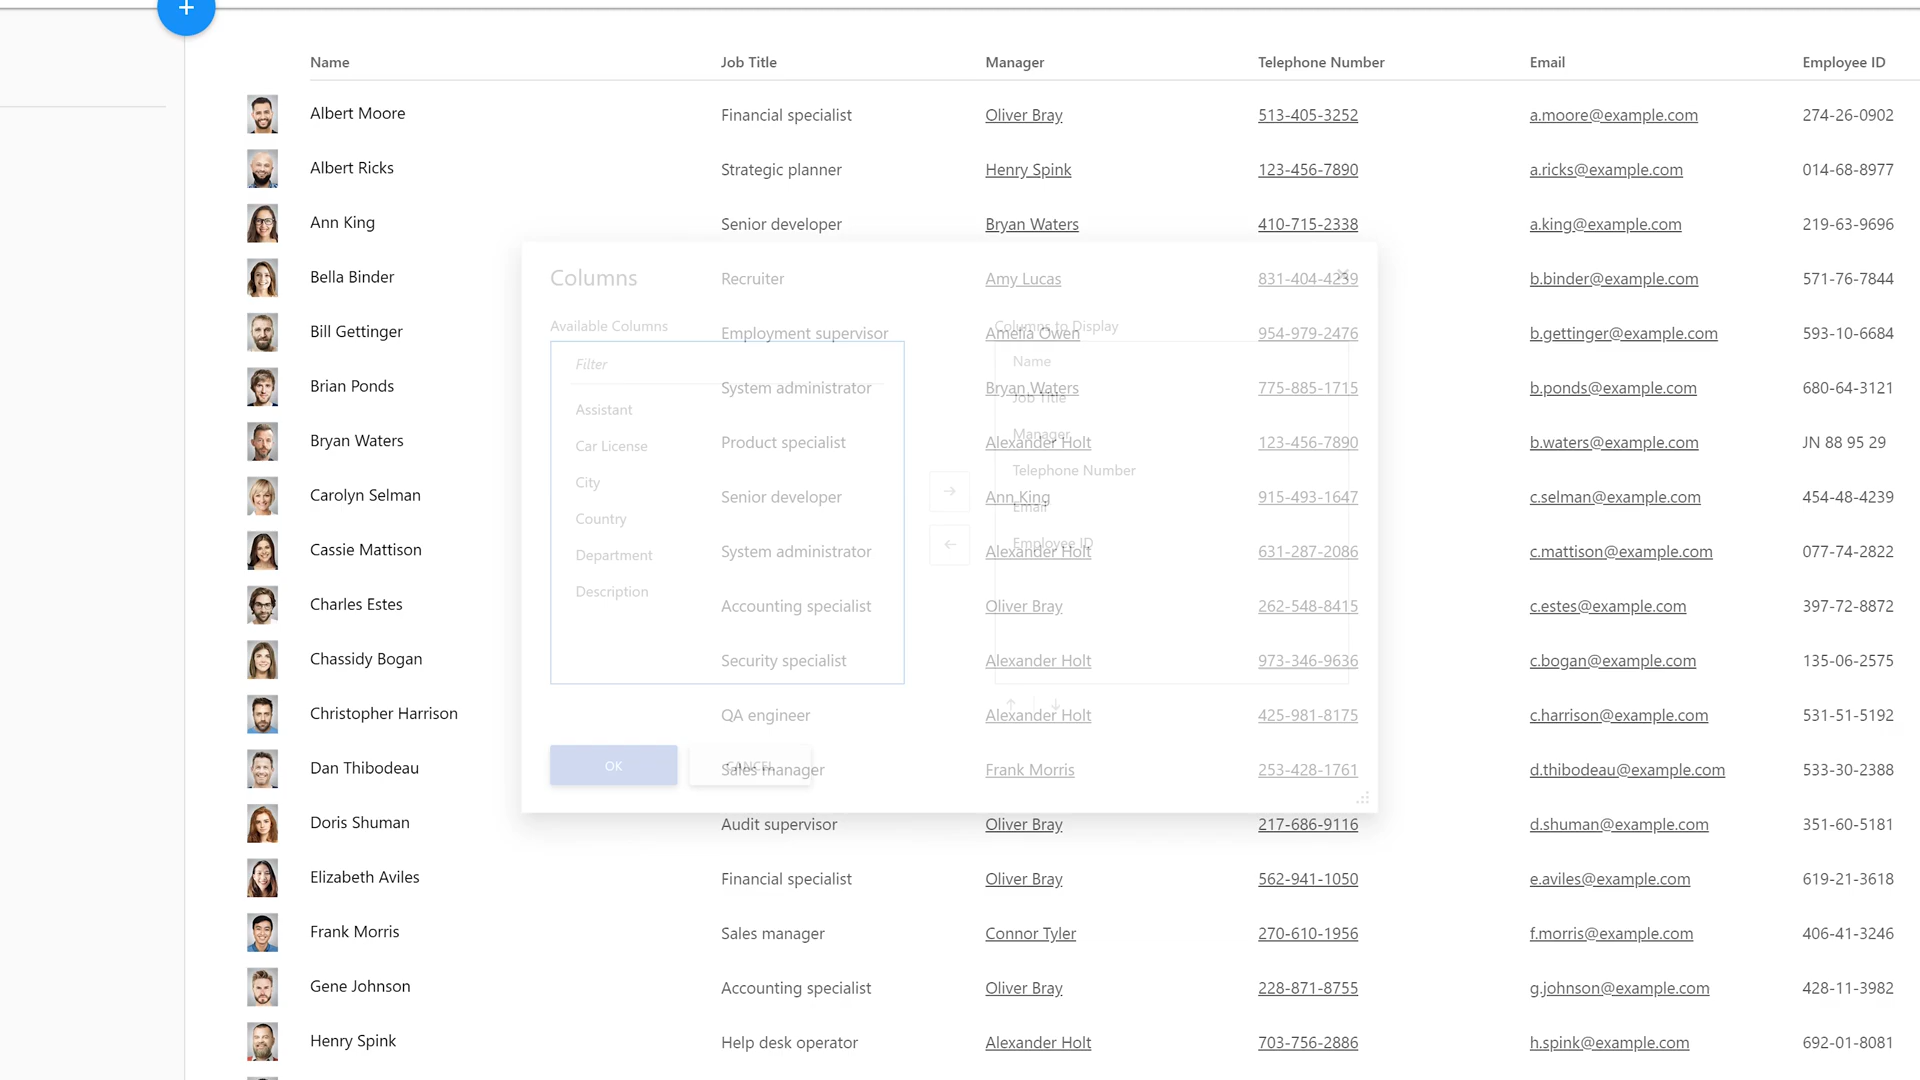 +
Name Job Title Manager Telephone Number Email Employee ID
Albert Moore Financial specialist Oliver Bray 513-405-3252 a.moore@example.com 274-26-0902
Albert Ricks Strategic planner Henry Spink 123-456-7890 a.ricks@example.com 014-68-8977
Ann King Senior developer Bryan Waters 410-715-2338 a.king@example.com 219-63-9696
Bella Binder Recruiter Amy Lucas 831-404-4239 b.binder@example.com 571-76-7844
Bill Gettinger Employment supervisor Amelia Owen 954-979-2476 b.gettinger@example.com 593-10-6684
Brian Ponds System administrator Bryan Waters 775-885-1715 b.ponds@example.com 680-64-3121
Bryan Waters Product specialist Alexander Holt 123-456-7890 b.waters@example.com JN 88 95 29
Carolyn Selman Senior developer Ann King 915-493-1647 c.selman@example.com 454-48-4239
Cassie Mattison System administrator Alexander Holt 631-287-2086 c.mattison@example.com 077-74-2822
Charles Estes Accounting specialist Oliver Bray 262-548-8415 c.estes@example.com 397-72-8872
Chassidy Bogan Security specialist Alexander Holt 973-346-9636 c.bogan@example.com 135-06-2575
Christopher Harrison QA engineer Alexander Holt 425-981-8175 c.harrison@example.com 531-51-5192
Dan Thibodeau Sales manager Frank Morris 253-428-1761 d.thibodeau@example.com 533-30-2388
Doris Shuman Audit supervisor Oliver Bray 217-686-9116 d.shuman@example.com 351-60-5181
Elizabeth Aviles Financial specialist Oliver Bray 562-941-1050 e.aviles@example.com 619-21-3618
Frank Morris Sales manager Connor Tyler 270-610-1956 f.morris@example.com 406-41-3246
Gene Johnson Accounting specialist Oliver Bray 228-871-8755 g.johnson@example.com 428-11-3982
Henry Spink Help desk operator Alexander Holt 703-756-2886 h.spink@example.com 692-01-8081
Columns
Available Columns
Filter
Assistant
Car License
City
Country
Department
Description
Columns to Display
Name
Job Title
Manager
Telephone Number
Email
Employee ID
OK
CANCEL